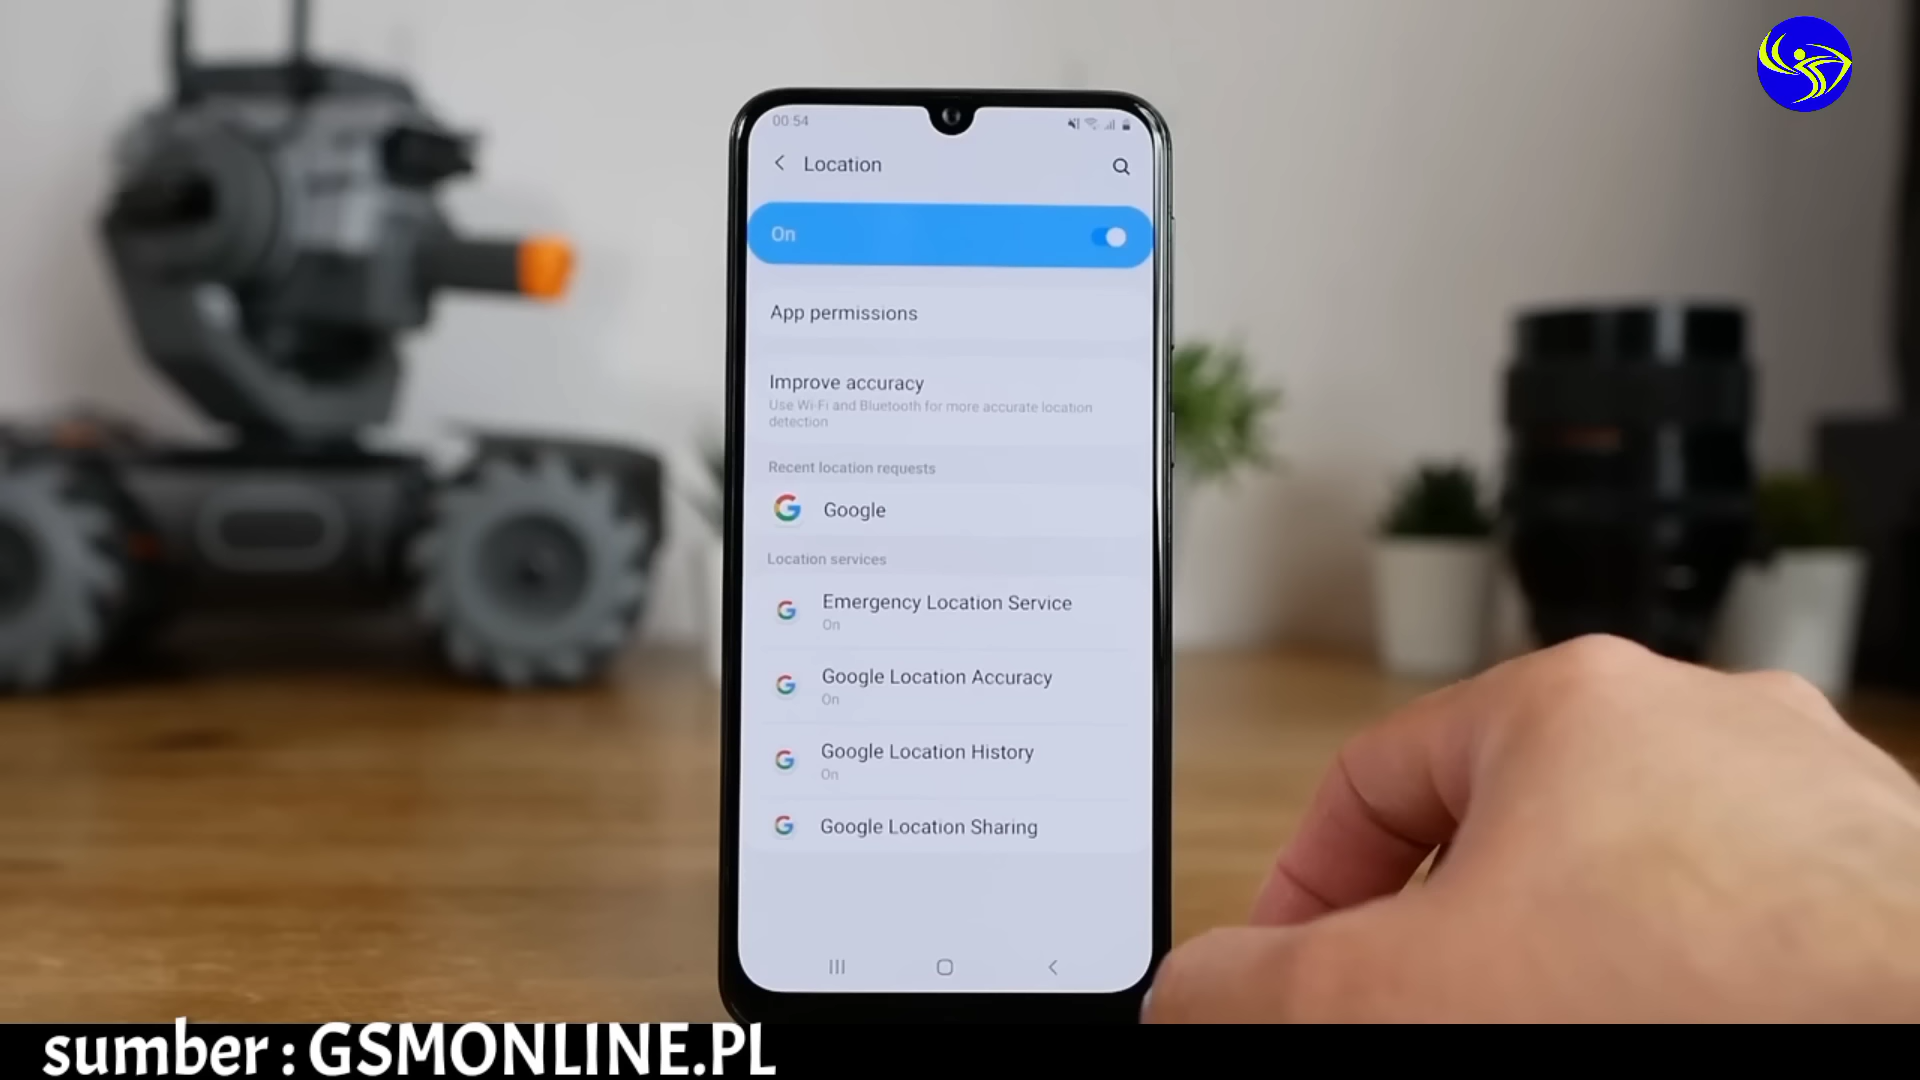 00:54
Location
On
App permissions
Improve accuracy
Use Wi-Fi and Bluetooth for more accurate location
detection
Recent location requests
Google
Location services
Emergency Location Service
On
Google Location Accuracy
On
Google Location History
On
Google Location Sharing
sumber : GSMONLINE.PL